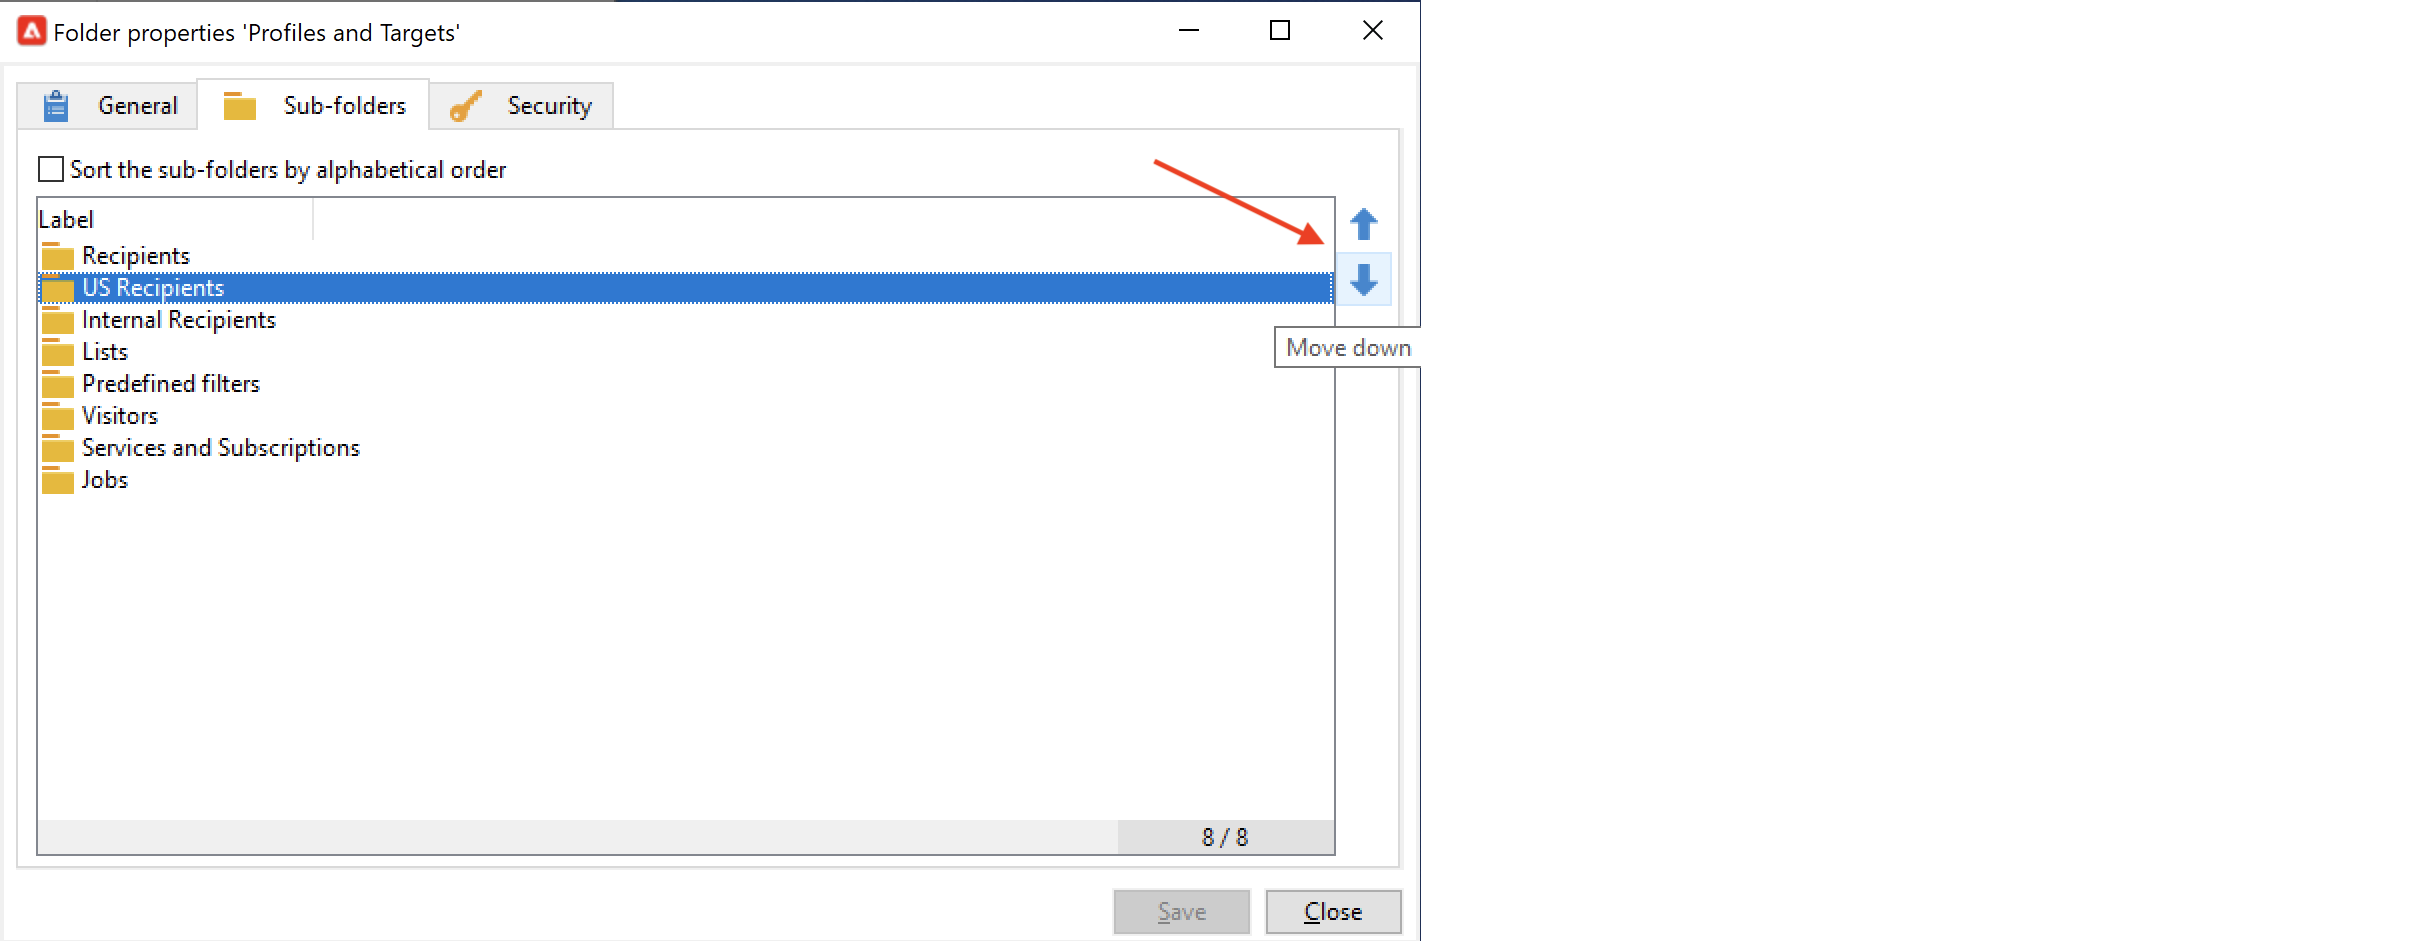 Folder properties 'Profiles and Targets'
General
Sub-folders
Security
Sort the sub-folders by alphabetical order
Label
Recipients
US Recipients
Internal Recipients
Lists
Move down
Predefined filters
Visitors
Services and Subscriptions
Jobs
8 / 8
Save
Close